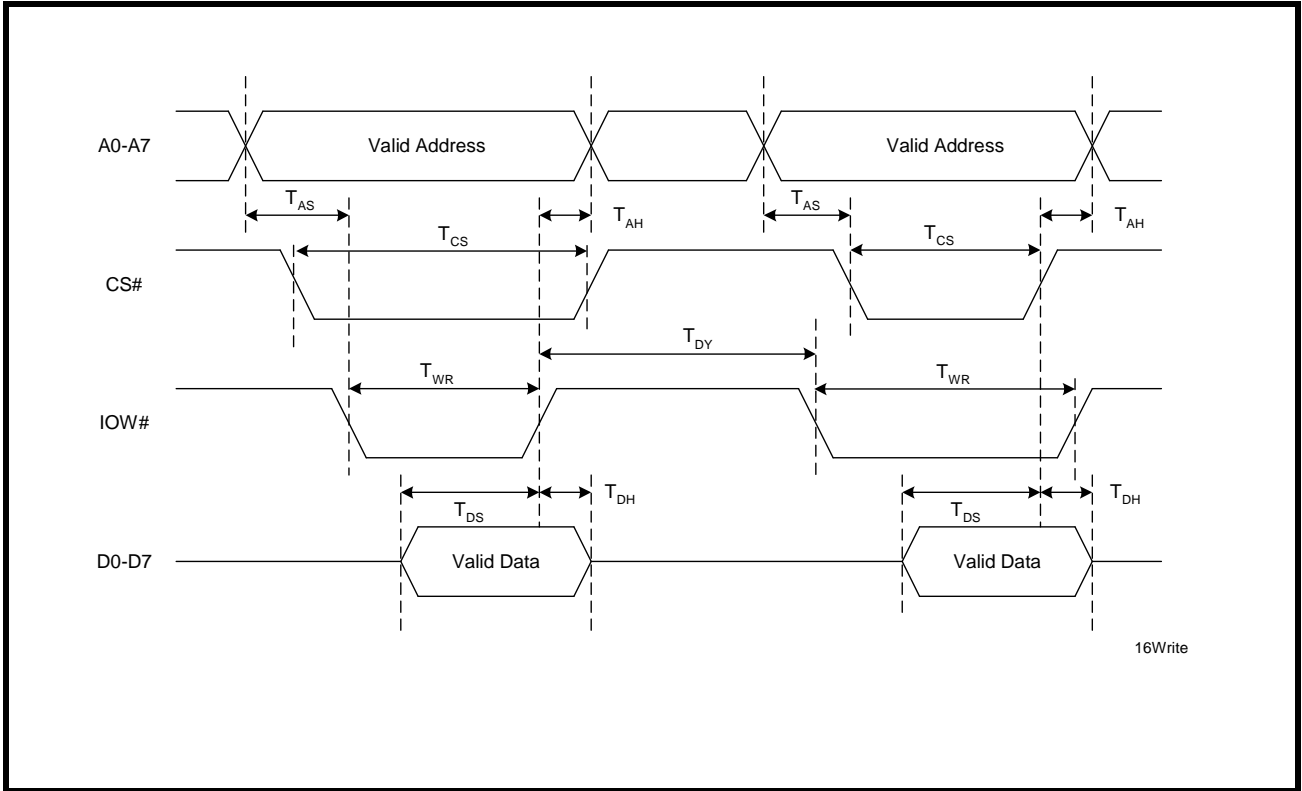 A0-A7
Valid Address
Valid Address
TAS
TAH
TAS
TAH
CS#
TCS
TCS
TDY
IOW#
TWR
TWR
TDS
TDH
TDS
TDH
D0-D7
Valid Data
Valid Data
16Write